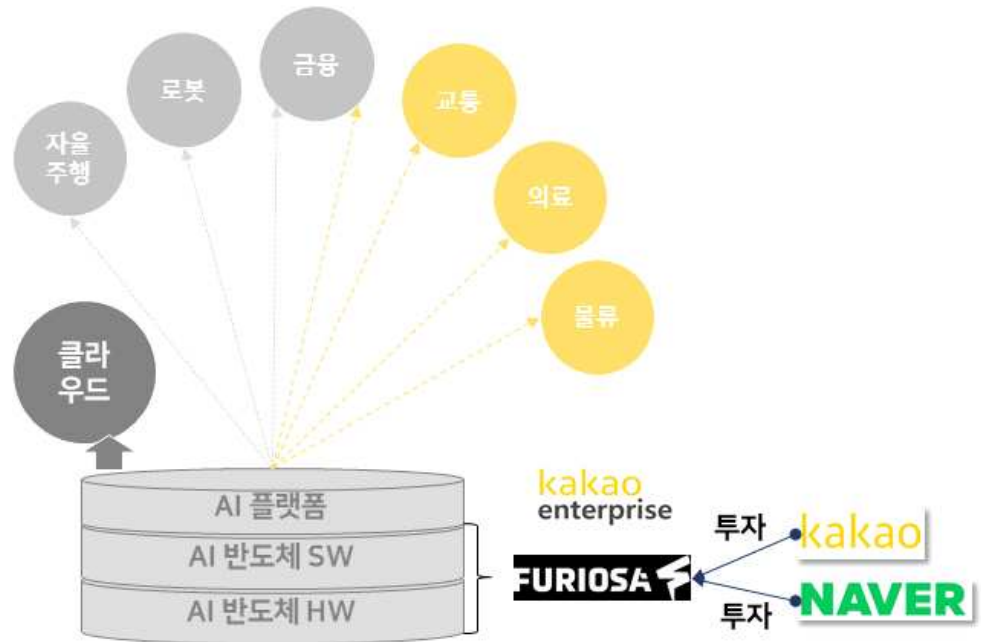 금융
로봇
교통
자율
주행
의료
물류
클라
우드
AI 플랫폼
kakao
enterprise
AI 반도체 SW
투자
kakao
FURIOSA
AI 반도체 HW
투자
NAVER